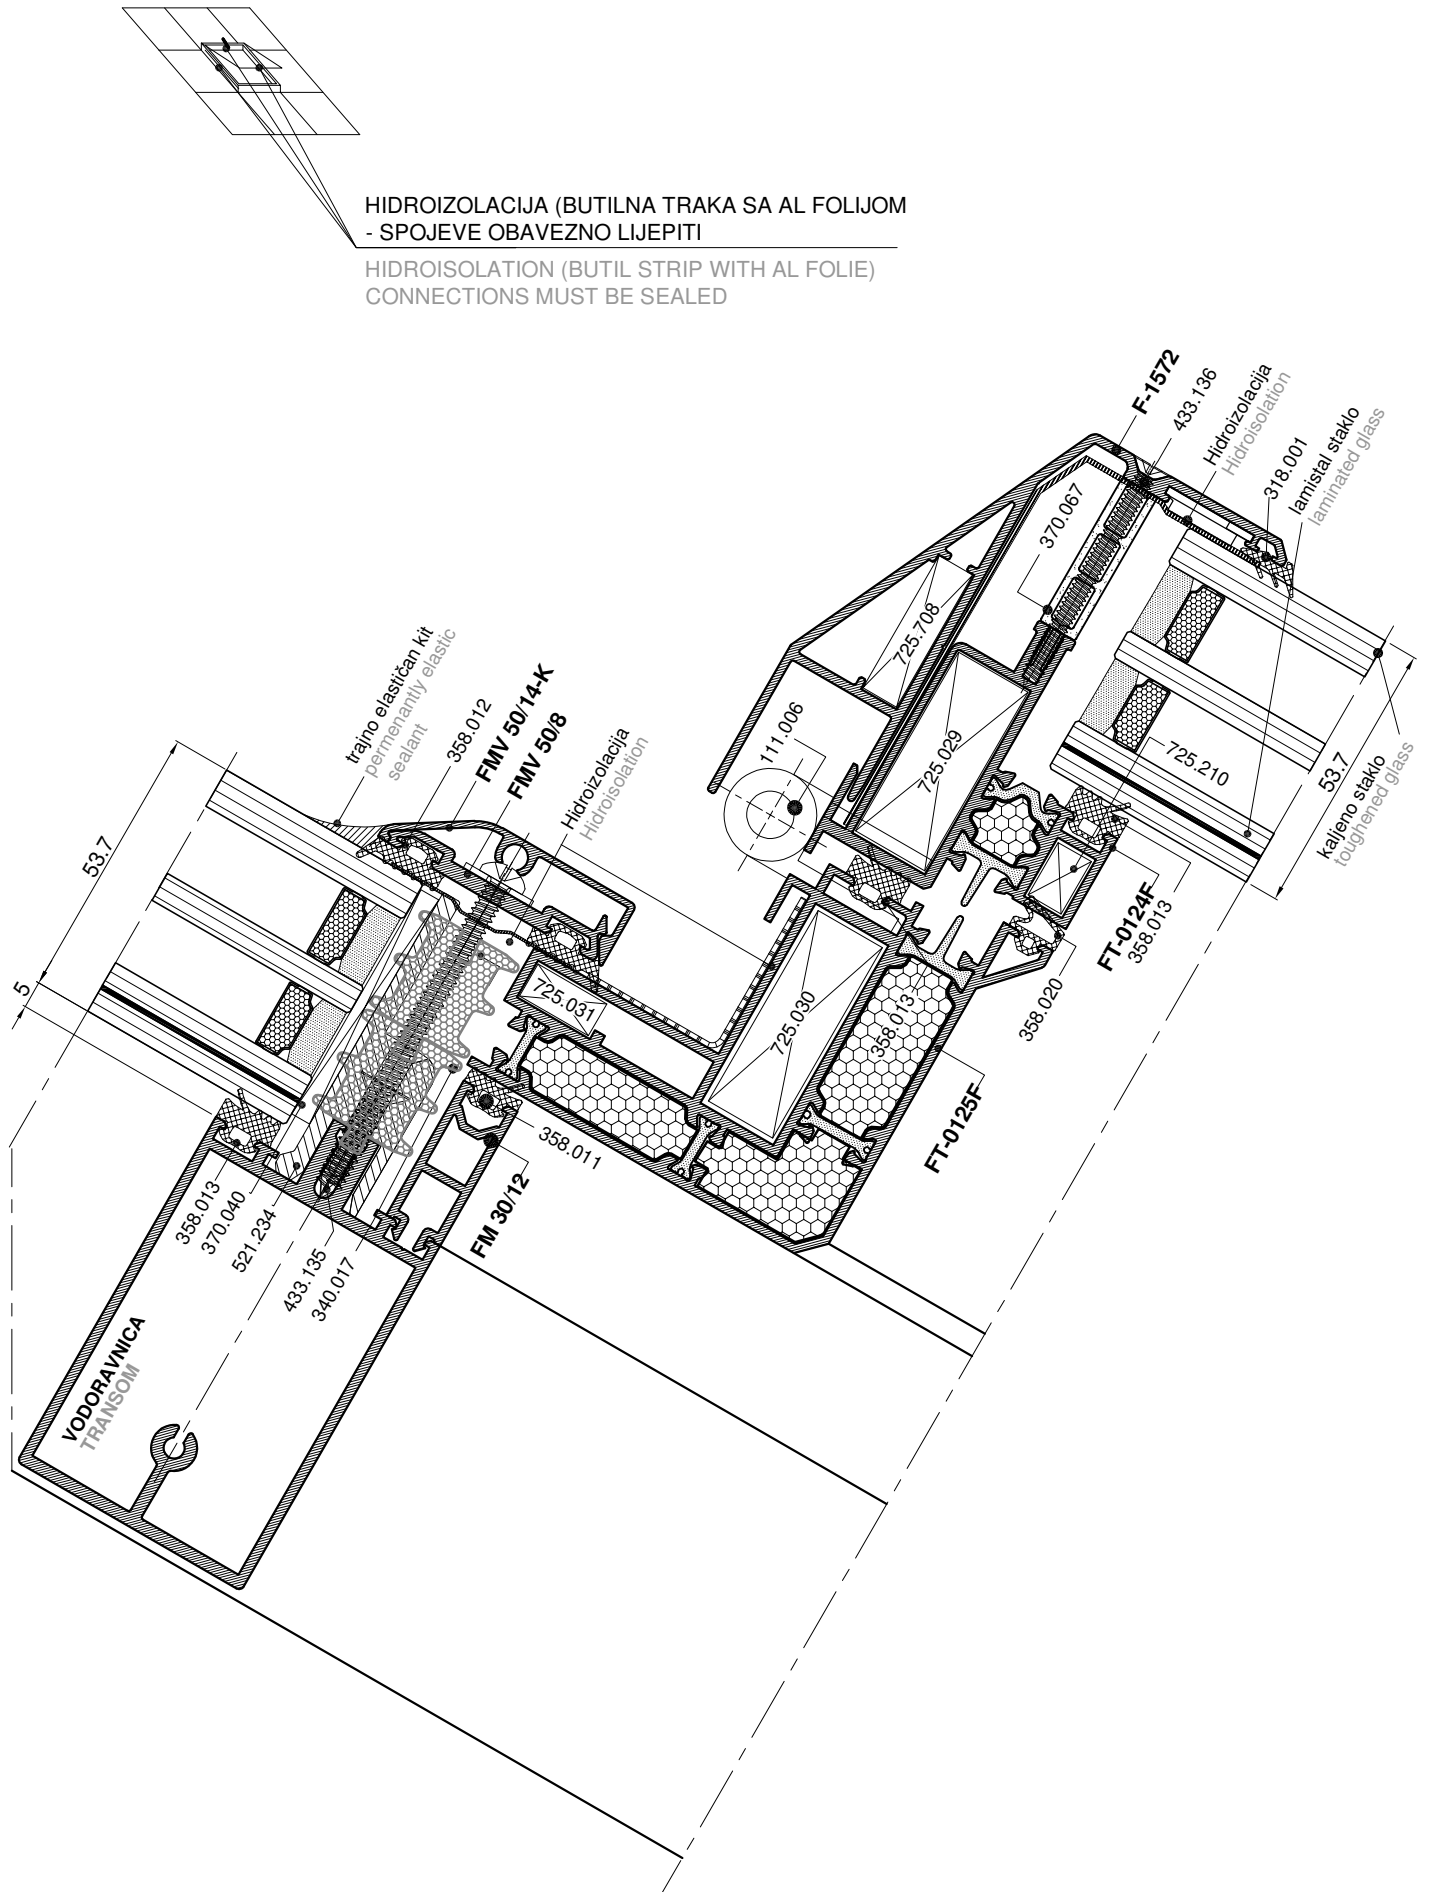 HIDROIZOLACIJA (BUTILNA TRAKA SA AL FOLIJOM
- SPOJEVE OBAVEZNO LIJEPITI
HIDROISOLATION (BUTIL STRIP WITH AL FOLIE)
CONNECTIONS MUST BE SEALED
F-1572
433.136
Hidroizolacija
Hidroisolation
318.001
lamistal staklo
laminated glass
370.067
725.708
725.029
111.006
725.210
53.7
kaljeno staklo
toughened glass
trajno elastičan kit
permenantly elastic
sealant
358.012
FMV 50/14-K
FMV 50/8
Hidroizolacija
Hidroisolation
53.7
5
725.031
725.030
358.013
FT-0124F
358.013
358.020
FT-0125F
358.011
FM 30/12
358.013
370.040
521.234
433.135
340.017
VODORAVNICA
TRANSOM